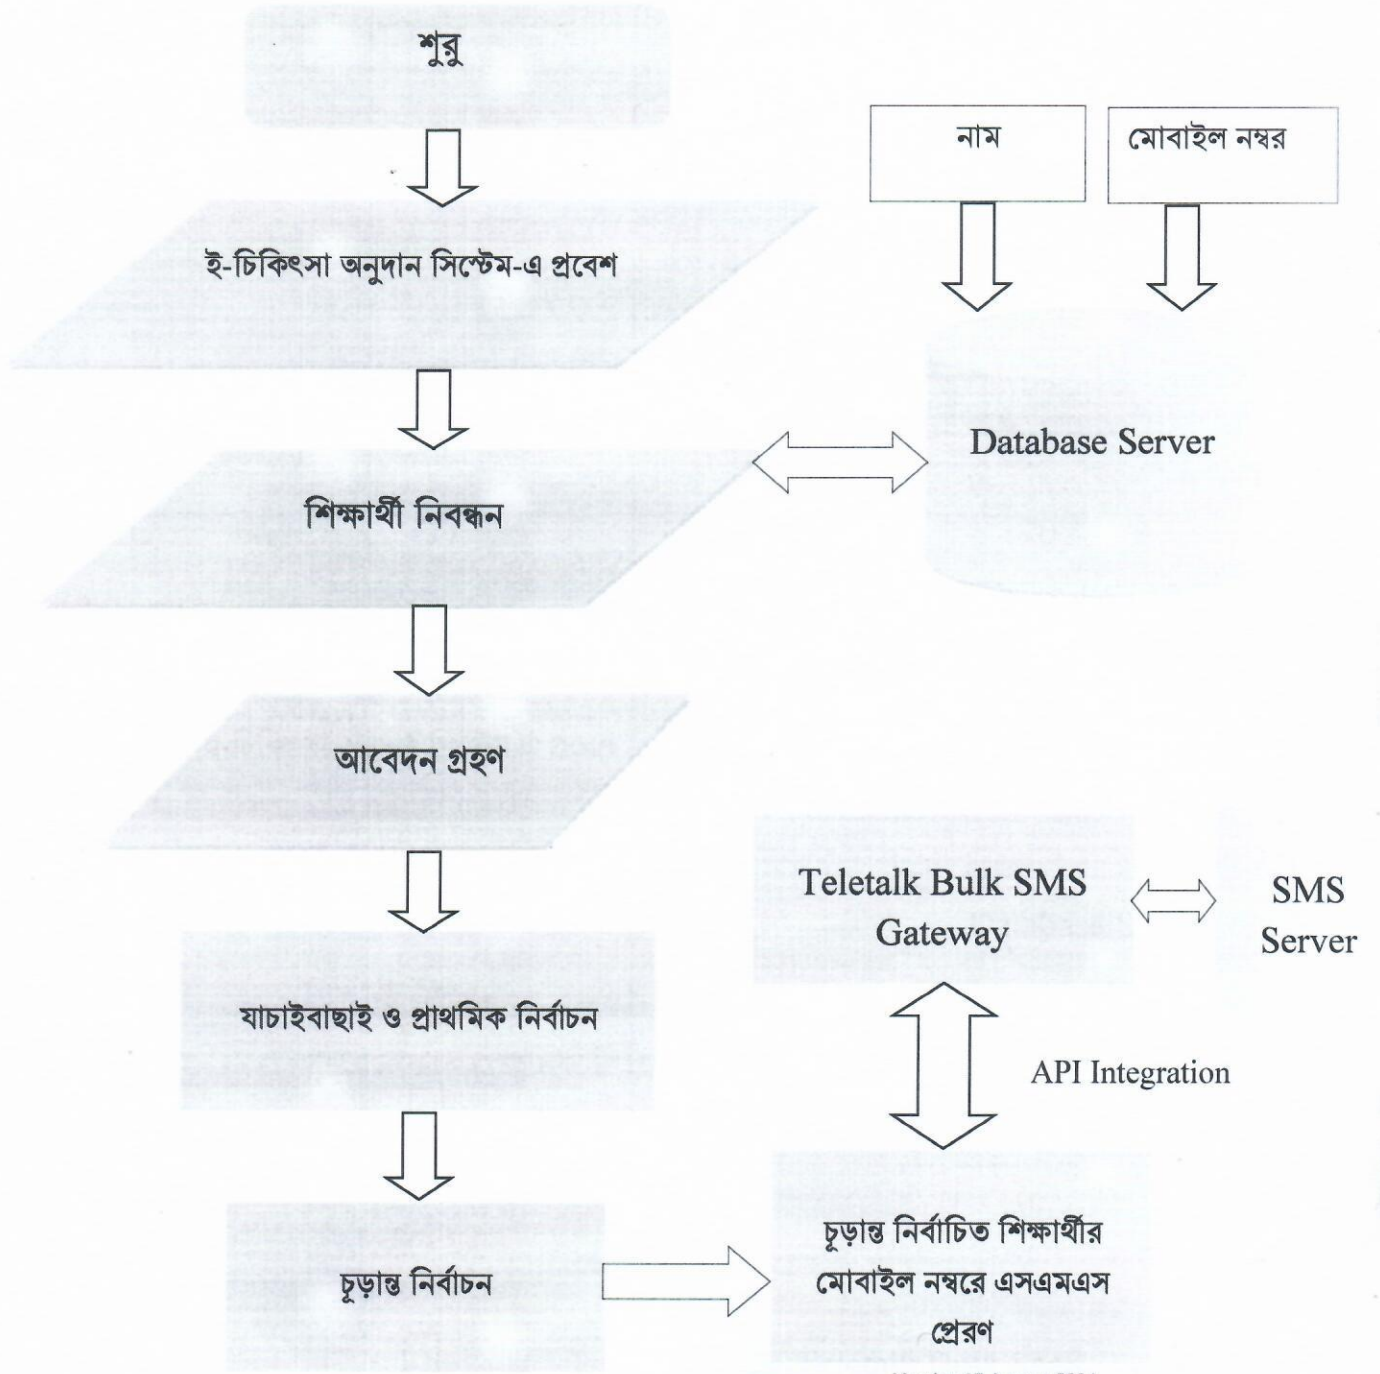 শুরু
নাম
মোবাইল নম্বর
ই-চিকিৎসা অনুদান সিস্টেম-এ প্রবেশ
Database Server
শিক্ষার্থী নিবন্ধন
আবেদন গ্রহণ
Teletalk Bulk SMS
Gateway
SMS
Server
যাচাইবাছাই ও প্রাথমিক নির্বাচন
API Integration
চূড়ান্ত নির্বাচন
চূড়ান্ত নির্বাচিত শিক্ষার্থীর
মোবাইল নম্বরে এসএমএস
প্রেরণ